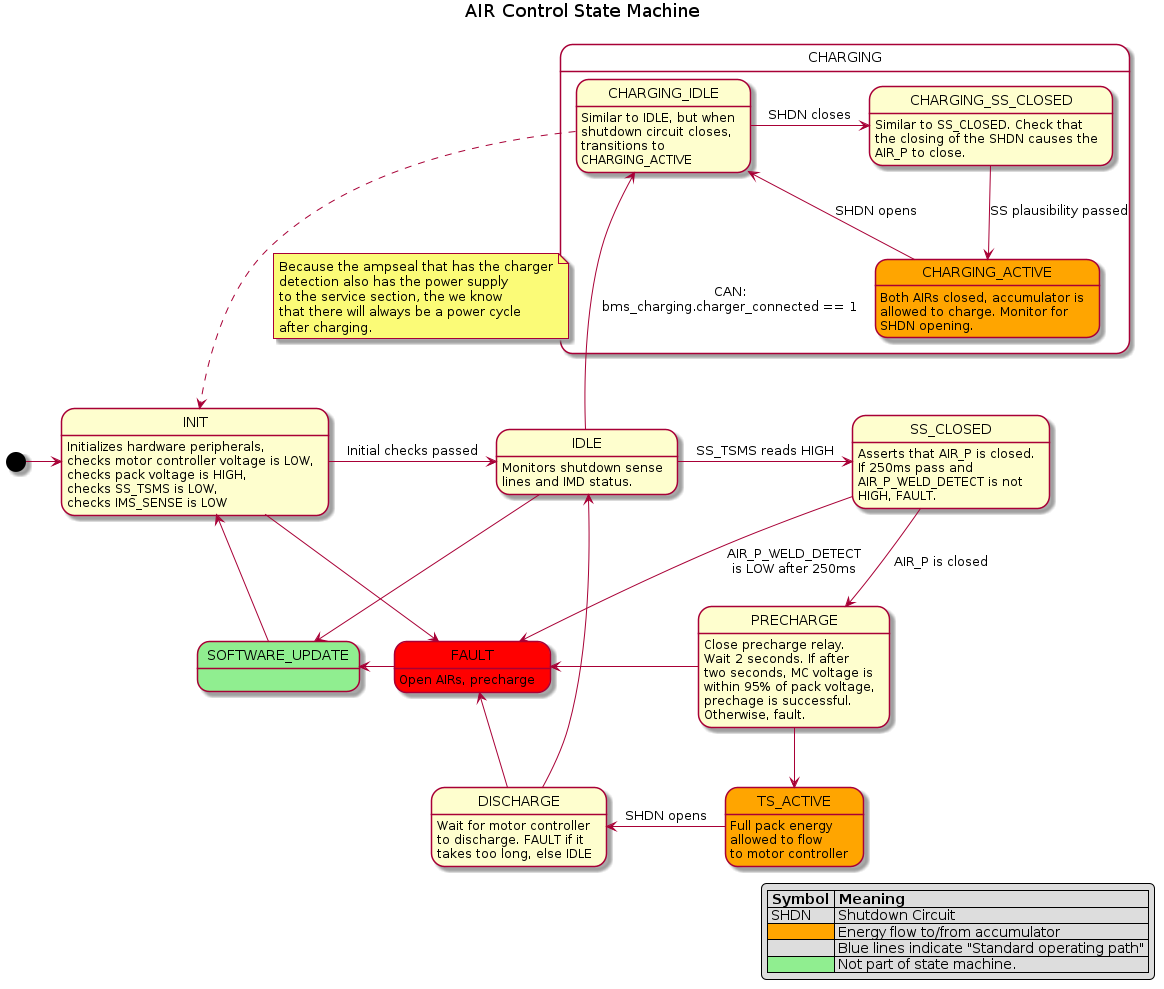 AIR Control State Machine
CHARGING
CHARGING_IDLE
Similar to IDLE, but when
shutdown circuit closes,
transitions to
CHARGING_ACTIVE
SHDN closes
CHARGING_SS_CLOSED
Similar to SS_CLOSED. Check that
the closing of the SHDN causes the
AIR_P to close.
SHDN opens
SS plausibility passed
CHARGING_ACTIVE
Both AIRs closed, accumulator is
allowed to charge. Monitor for
SHDN opening.
Because the ampseal that has the charger
detection also has the power supply
to the service section, the we know
that there will always be a power cycle
after charging.
CAN:
bms_charging.charger_connected == 1
INIT
Initializes hardware peripherals,
checks motor controller voltage is LOW,
checks pack voltage is HIGH,
checks SS_TSMS is LOW,
checks IMS_SENSE is LOW
Initial checks passed
IDLE
Monitors shutdown sense
lines and IMD status.
SS_TSMS reads HIGH
SS_CLOSED
Asserts that AIR_P is closed.
If 250ms pass and
AIR_P_WELD_DETECT is not
HIGH, FAULT.
AIR_P_WELD_DETECT
is LOW after 250ms
AIR_P is closed
SOFTWARE_UPDATE
FAULT
Open AIRs, precharge
PRECHARGE
Close precharge relay.
Wait 2 seconds. If after
two seconds, MC voltage is
within 95% of pack voltage,
prechage is successful.
Otherwise, fault.
DISCHARGE
Wait for motor controller
to discharge. FAULT if it
takes too long, else IDLE
SHDN opens
TS_ACTIVE
Full pack energy
allowed to flow
to motor controller
Symbol Meaning
SHDN Shutdown Circuit
Energy flow to/from accumulator
Blue lines indicate "Standard operating path"
Not part of state machine.